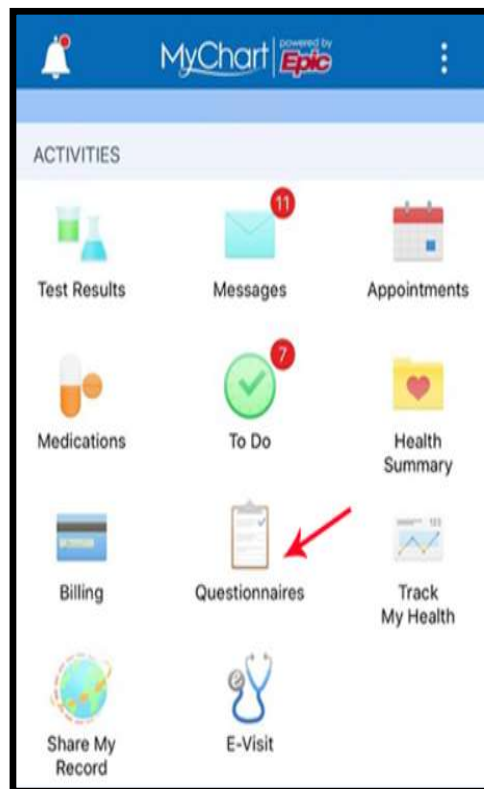 MyChart
powered by
Epic
ACTIVITIES
11
Test Results
Messages
Appointments
7
Medications
To Do
Health
Summary
123
Billing
Questionnaires
Track
My Health
Share My
Record
E-Visit